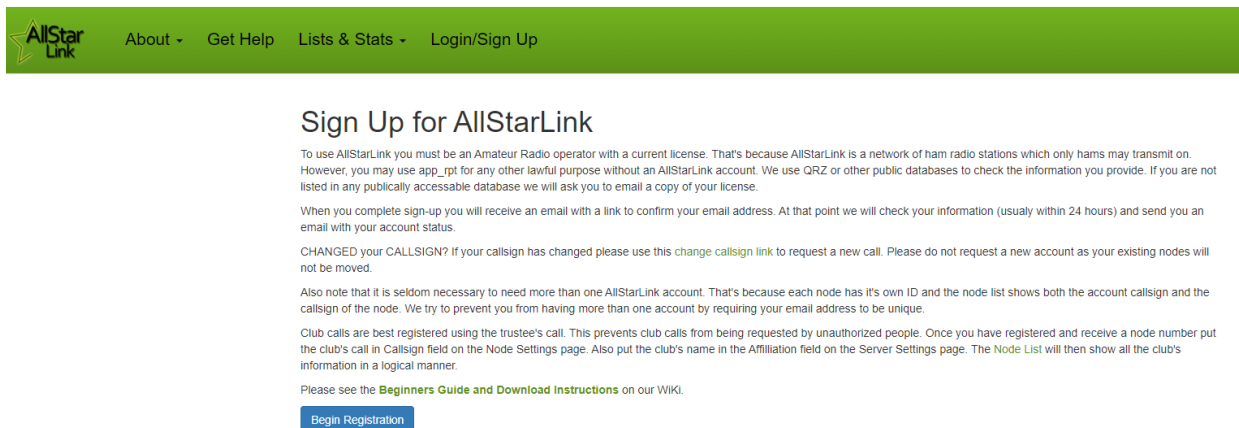 AllStar
Link
About
Get Help
Lists & Stats
Login/Sign Up
Sign Up for AllStarLink
To use AllStarLink you must be an Amateur Radio operator with a current license. That's because AllStarLink is a network of ham radio stations which only hams may transmit on.
However, you may use app_rpt for any other lawful purpose without an AllStarLink account. We use QRZ or other public databases to check the information you provide. If you are not
listed in any publically accessable database we will ask you to email a copy of your license.
When you complete sign-up you will receive an email with a link to confirm your email address. At that point we will check your information (usualy within 24 hours) and send you an
email with your account status.
CHANGED your CALLSIGN? If your callsign has changed please use this change callsign link to request a new call. Please do not request a new account as your existing nodes will
not be moved.
Also note that it is seldom necessary to need more than one AllStarLink account. That's because each node has it's own ID and the node list shows both the account callsign and the
callsign of the node. We try to prevent you from having more than one account by requiring your email address to be unique.
Club calls are best registered using the trustee's call. This prevents club calls from being requested by unauthorized people. Once you have registered and receive a node number put
the club's call in Callsign field on the Node Settings page. Also put the club's name in the Affilliation field on the Server Settings page. The Node List will then show all the club's
information in a logical manner.
Please see the Beginners Guide and Download Instructions on our WiKi.
Begin Registration